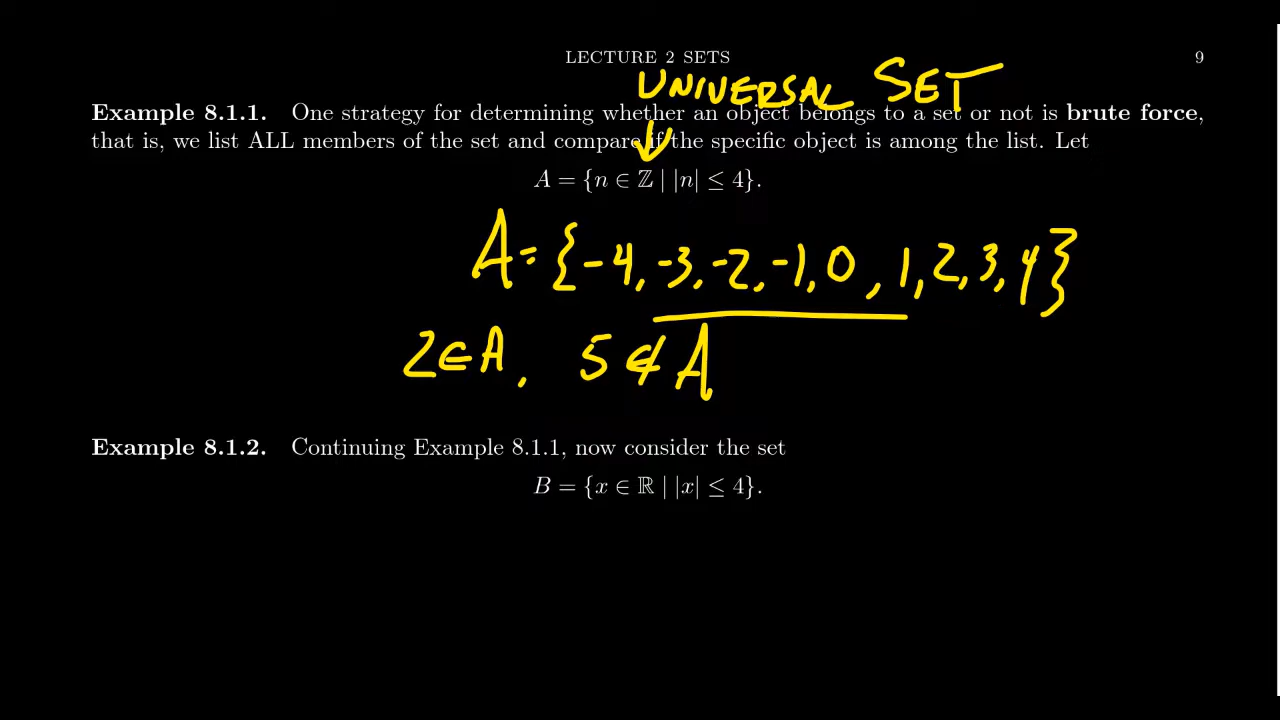 LECTURE 2 SETS 9
UNIVERSAL SET
Example 8.1.1. One strategy for determining whether an object belongs to a set or not is brute force,
that is, we list ALL members of the set and compare if the specific object is among the list. Let
A = {n ∈ ℤ | |n| ≤ 4}.
A = {-4, -3, -2, -1, 0, 1, 2, 3, 4}
2 ∈ A, 5 ∉ A
Example 8.1.2. Continuing Example 8.1.1, now consider the set
B = {x ∈ ℝ | |x| ≤ 4}.